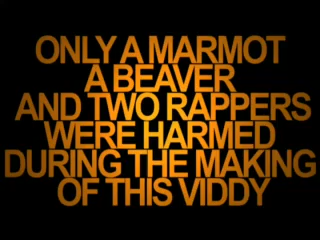 ONLY A MARMOT
A BEAVER
AND TWO RAPPERS
WERE HARMED
DURING THE MAKING
OF THIS VIDDY